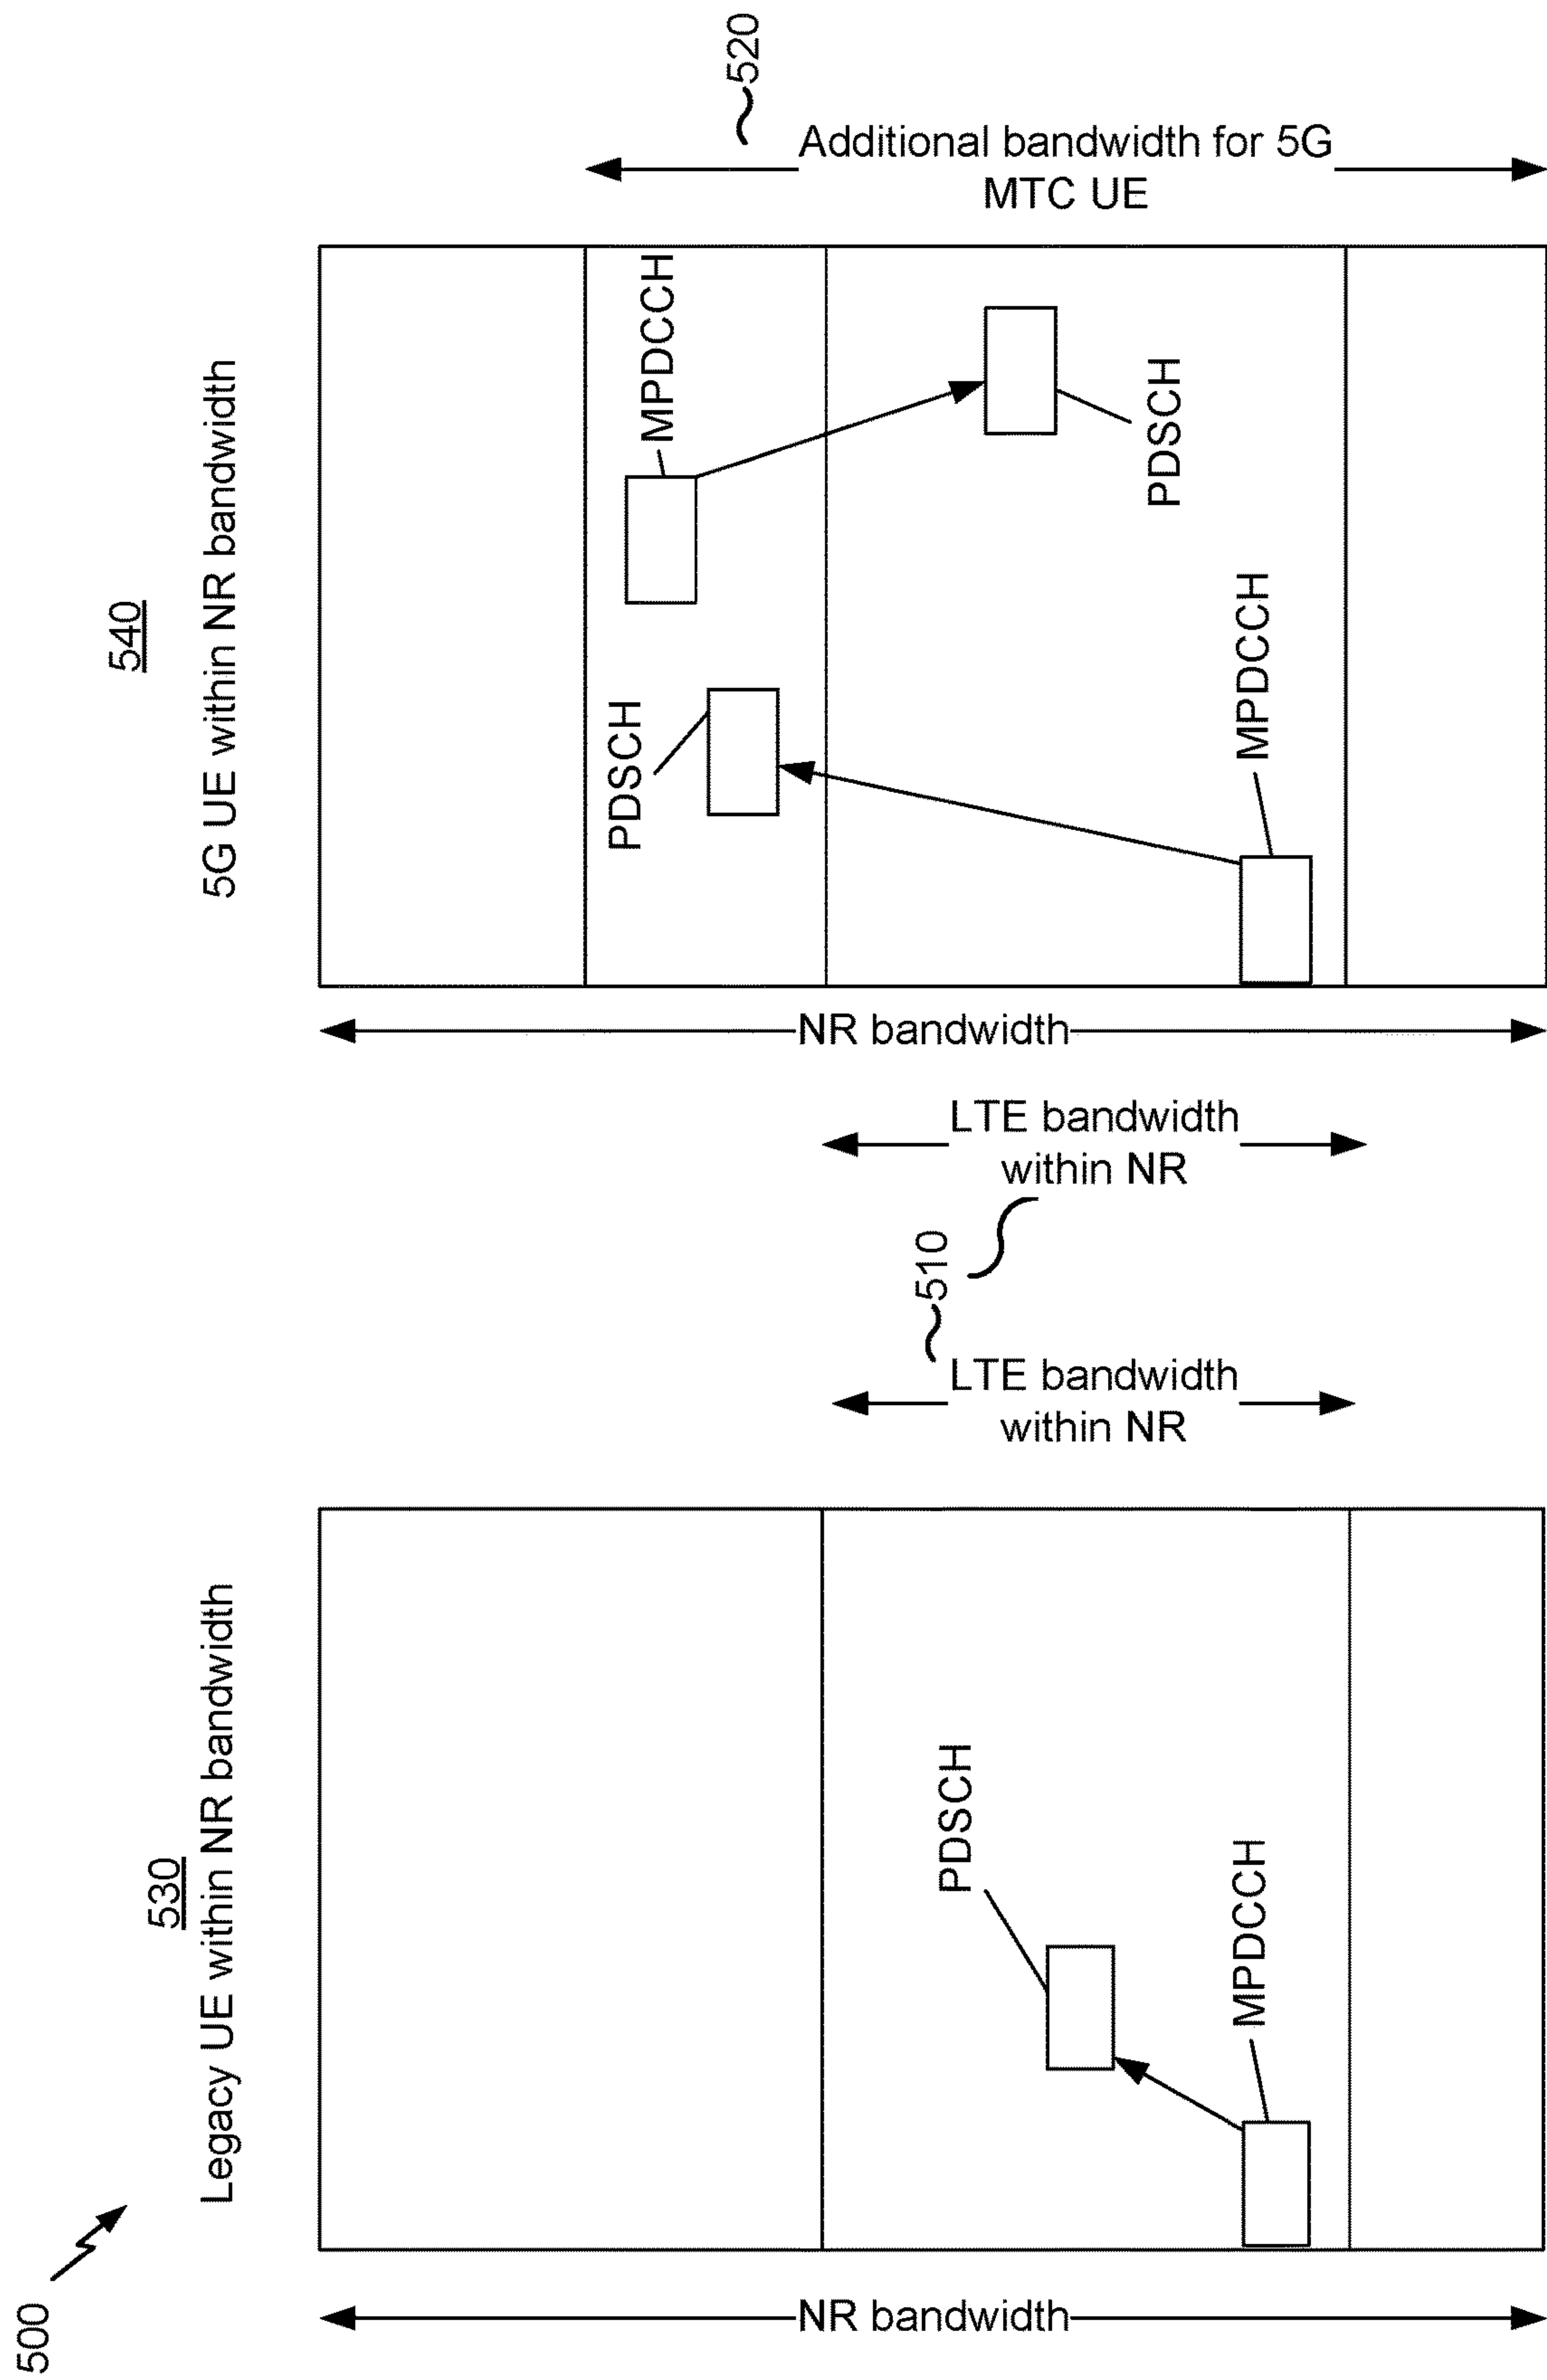 500
530
Legacy UE within NR bandwidth
NR bandwidth
PDSCH
MPDCCH
LTE bandwidth
within NR
510
LTE bandwidth
within NR
540
5G UE within NR bandwidth
NR bandwidth
PDSCH
MPDCCH
MPDCCH
PDSCH
Additional bandwidth for 5G
MTC UE
520